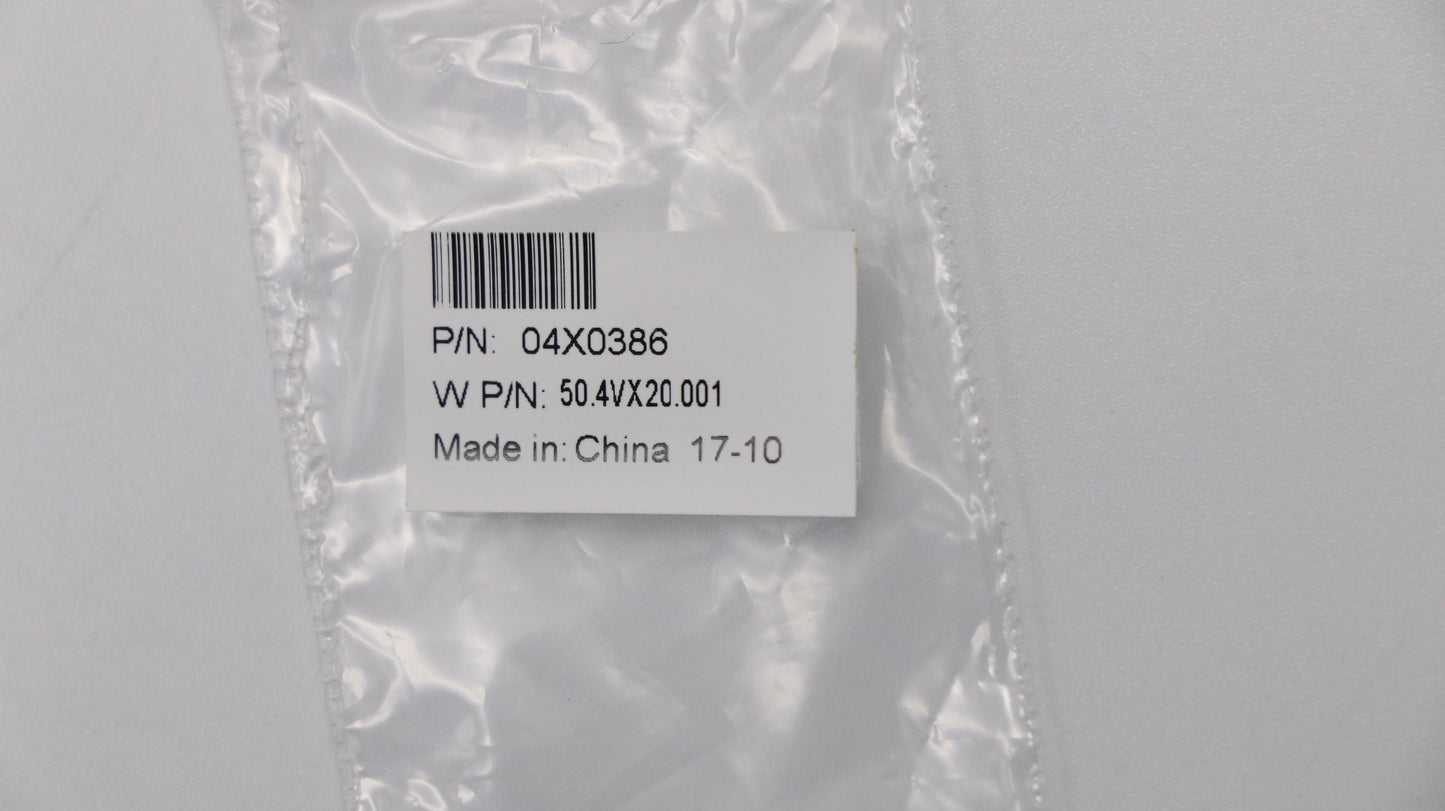 P/N: 04X0386
W P/N: 50.4VX20.001
Made in: China 17-10